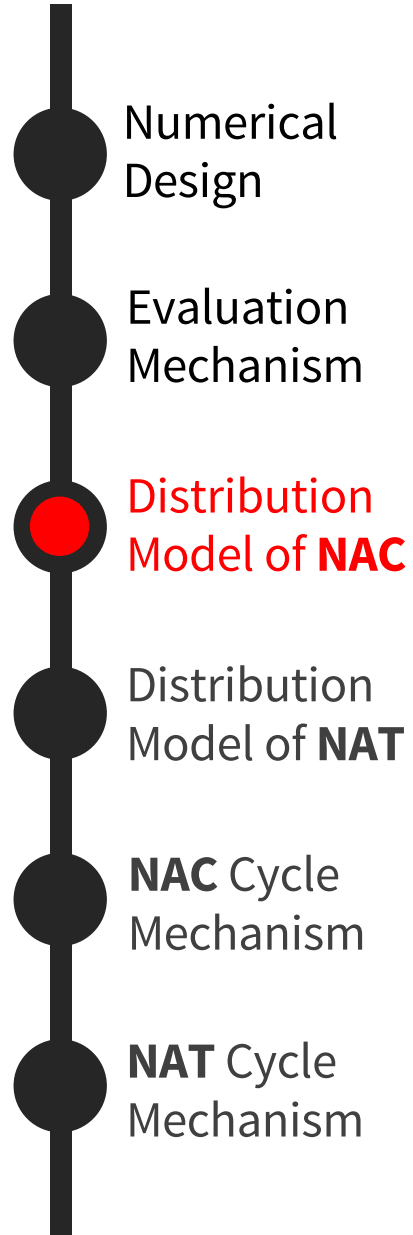 Numerical
Design
Evaluation
Mechanism
Distribution
Model of NAC
Distribution
Model of NAT
NAC Cycle
Mechanism
NAT Cycle
Mechanism